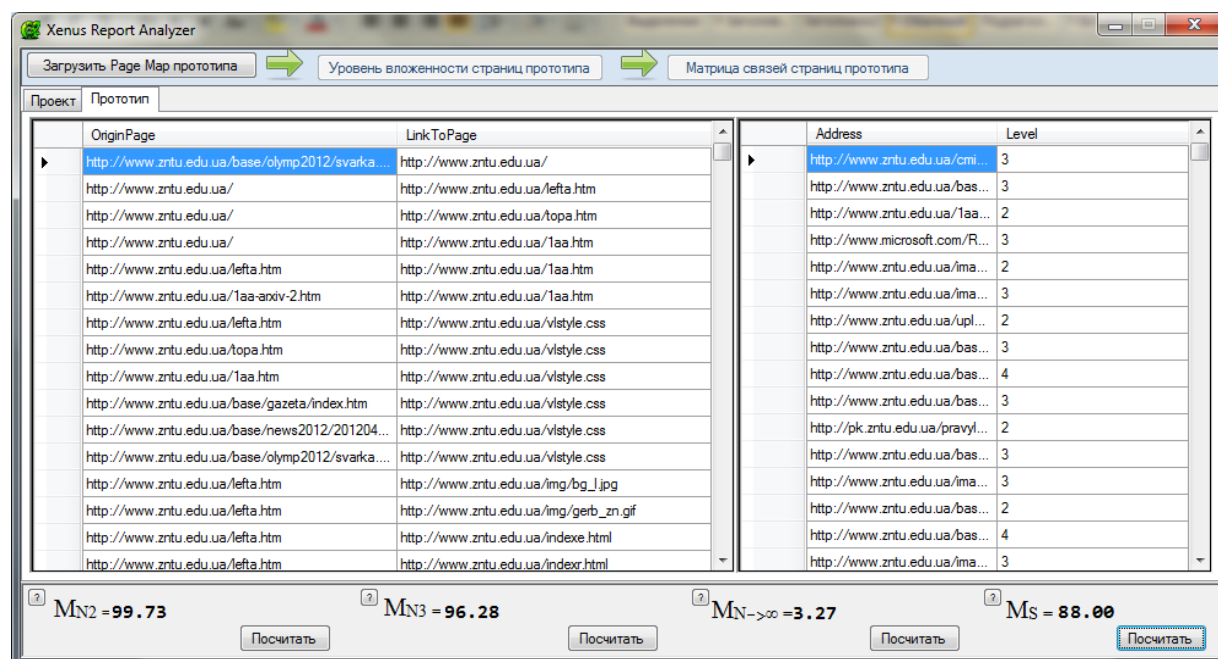 Xenus Report Analyzer
Загрузить Page Map прототипа Уровень вложенности страниц прототипа Матрица связей страниц прототипа
Проект Прототип
OriginPage LinkToPage Address Level
http://www.zntu.edu.ua/base/olymp2012/svarka.... http://www.zntu.edu.ua/ http://www.zntu.edu.ua/cmi... 3
http://www.zntu.edu.ua/ http://www.zntu.edu.ua/lefta.htm http://www.zntu.edu.ua/bas... 3
http://www.zntu.edu.ua/ http://www.zntu.edu.ua/topa.htm http://www.zntu.edu.ua/1aa... 2
http://www.zntu.edu.ua/ http://www.zntu.edu.ua/1aa.htm http://www.microsoft.com/R... 3
http://www.zntu.edu.ua/lefta.htm http://www.zntu.edu.ua/1aa.htm http://www.zntu.edu.ua/ima... 2
http://www.zntu.edu.ua/1aa-arxiv-2.htm http://www.zntu.edu.ua/1aa.htm http://www.zntu.edu.ua/ima... 3
http://www.zntu.edu.ua/lefta.htm http://www.zntu.edu.ua/vlstyle.css http://www.zntu.edu.ua/upl... 2
http://www.zntu.edu.ua/topa.htm http://www.zntu.edu.ua/vlstyle.css http://www.zntu.edu.ua/bas... 3
http://www.zntu.edu.ua/1aa.htm http://www.zntu.edu.ua/vlstyle.css http://www.zntu.edu.ua/bas... 4
http://www.zntu.edu.ua/base/gazeta/index.htm http://www.zntu.edu.ua/vlstyle.css http://www.zntu.edu.ua/bas... 3
http://www.zntu.edu.ua/base/news2012/201204... http://www.zntu.edu.ua/vlstyle.css http://pk.zntu.edu.ua/pravyl... 2
http://www.zntu.edu.ua/base/olymp2012/svarka.... http://www.zntu.edu.ua/vlstyle.css http://www.zntu.edu.ua/bas... 3
http://www.zntu.edu.ua/lefta.htm http://www.zntu.edu.ua/img/bg_l.jpg http://www.zntu.edu.ua/ima... 3
http://www.zntu.edu.ua/lefta.htm http://www.zntu.edu.ua/img/gerb_zn.gif http://www.zntu.edu.ua/bas... 2
http://www.zntu.edu.ua/lefta.htm http://www.zntu.edu.ua/indexe.html http://www.zntu.edu.ua/bas... 4
http://www.zntu.edu.ua/lefta.htm http://www.zntu.edu.ua/indexr.html http://www.zntu.edu.ua/ima... 3
? MN2 =99.73 ? MN3 =96.28 ? MN->∞ =3.27 ? MS = 88.00
Посчитать Посчитать Посчитать Посчитать